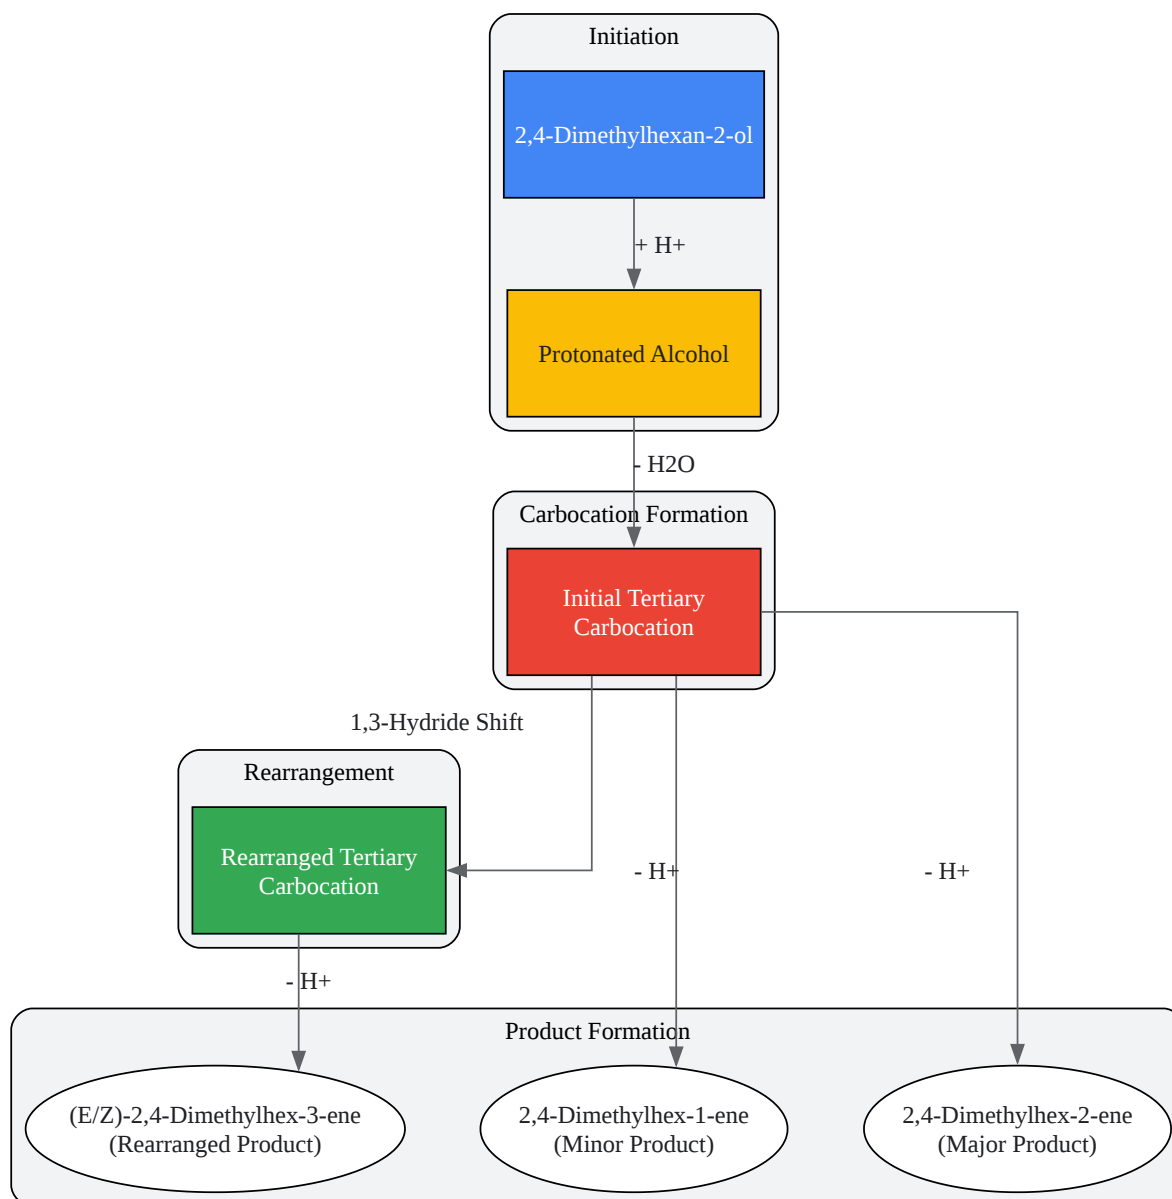 Initiation
2,4-Dimethylhexan-2-ol
+ H+
Protonated Alcohol
- H2O
Carbocation Formation
Initial Tertiary
Carbocation
1,3-Hydride Shift
Rearrangement
Rearranged Tertiary
Carbocation
- H+
- H+
- H+
Product Formation
(E/Z)-2,4-Dimethylhex-3-ene
(Rearranged Product)
2,4-Dimethylhex-1-ene
(Minor Product)
2,4-Dimethylhex-2-ene
(Major Product)